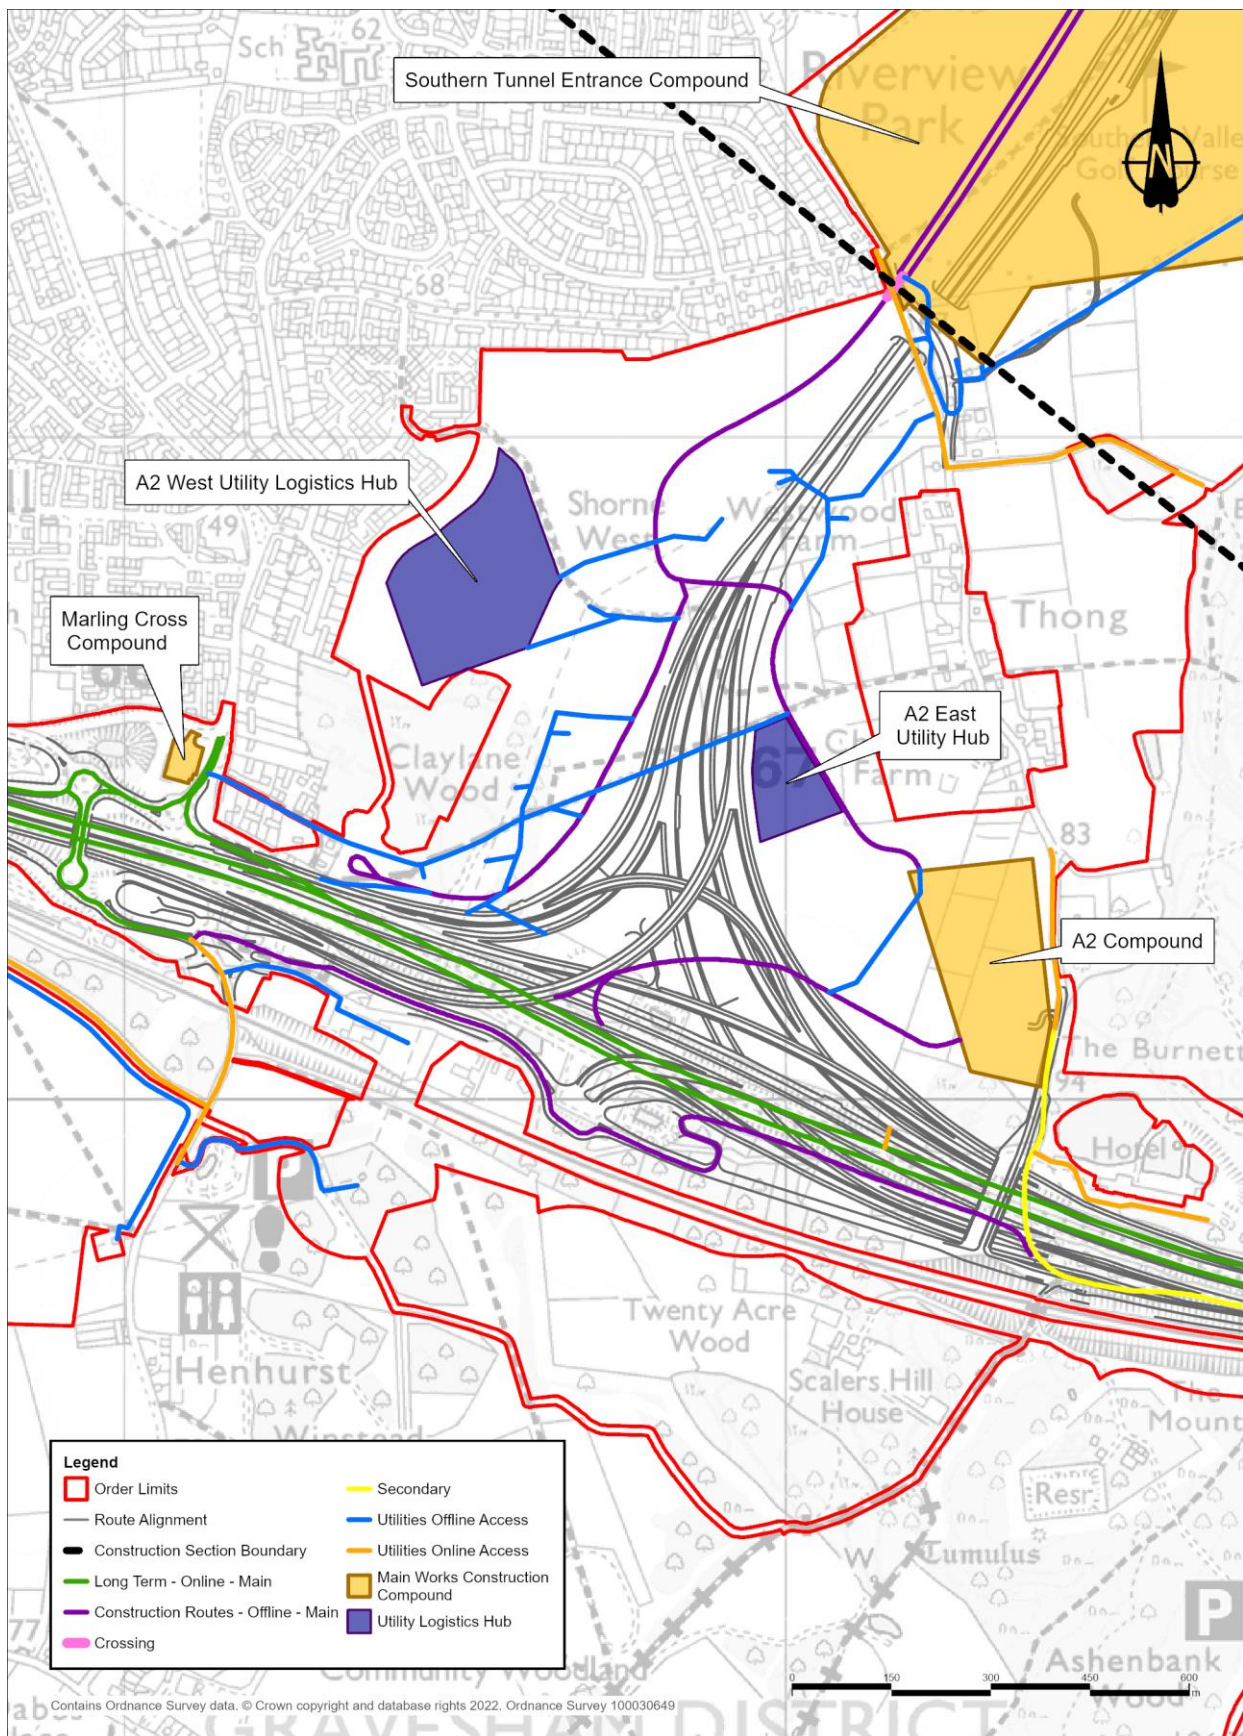 Sch
62
Riverview
Park
Southern Tunnel Entrance Compound
N
58
A2 West Utility Logistics Hub
49
Shorne
West
Westwood
Farm
Thong
Marling Cross
Compound
A2 East
Utility Hub
Claylane
Wood
67
Farm
83
A2 Compound
The Burnett
94
Hotel
P
Twenty Acre
Wood
Henhurst
Scalers Hill
House
The
Mount
Winstead
Resr
Tumulus
W
P
77
Legend
Order Limits
Route Alignment
Construction Section Boundary
Long Term - Online - Main
Construction Routes - Offline - Main
Crossing
Secondary
Utilities Offline Access
Utilities Online Access
Main Works Construction
Compound
Utility Logistics Hub
Community Woodland
Ashenbank
Wood
0 150 300 450 600
m
Contains Ordnance Survey data. © Crown copyright and database rights 2022. Ordnance Survey 100030649
GRAVESHAM DISTRICT